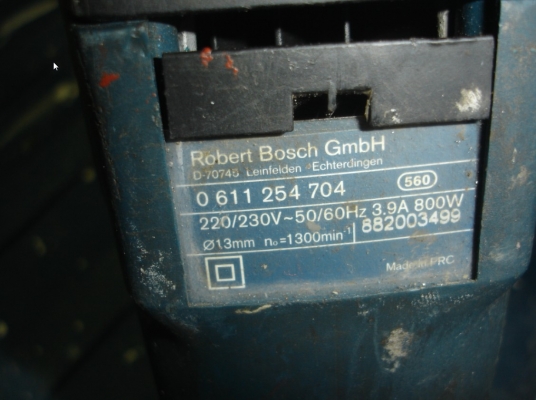 Robert Bosch GmbH
D-70745 Leinfelden-Echterdingen
0 611 254 704 560
220/230V~50/60Hz 3.9A 800W
Ø13mm n₀=1300min⁻¹ 882003499
Made in PRC